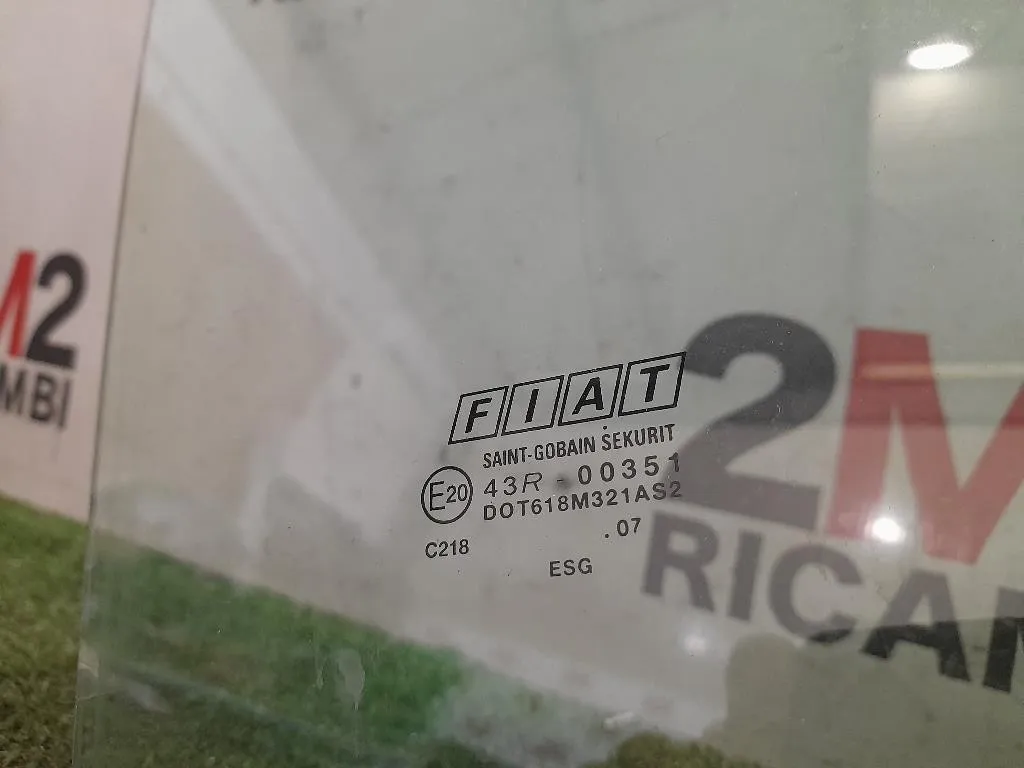 M2
MBI
2M
RICAM
FIAT
SAINT-GOBAIN SEKURIT
E20
43R - 00351
DOT618M321AS2
.07
C218
ESG